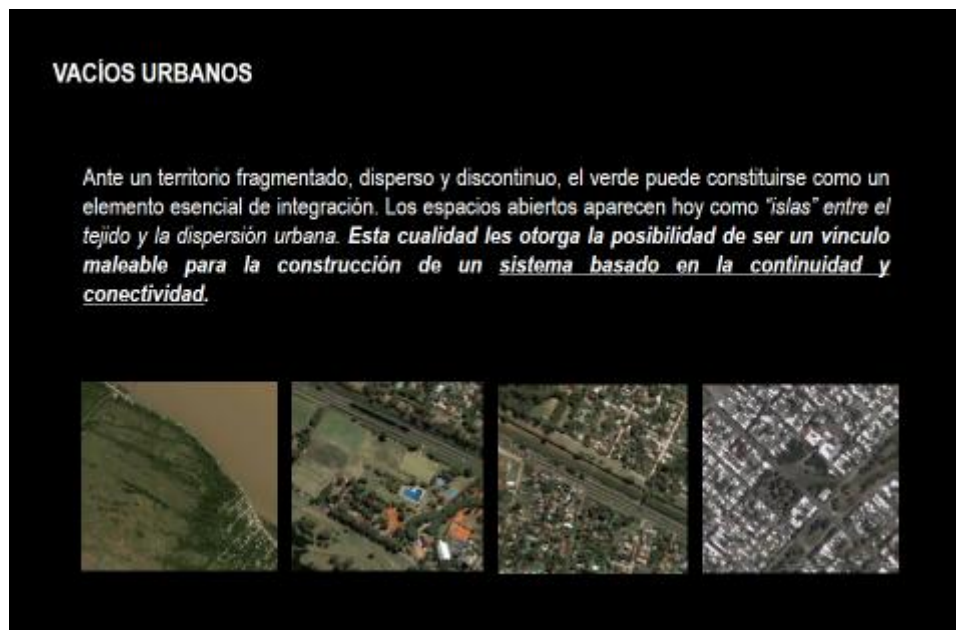 VACÍOS URBANOS
Ante un territorio fragmentado, disperso y discontinuo, el verde puede constituirse como un
elemento esencial de integración. Los espacios abiertos aparecen hoy como "islas" entre el
tejido y la dispersión urbana. Esta cualidad les otorga la posibilidad de ser un vínculo
maleable para la construcción de un sistema basado en la continuidad y
conectividad.